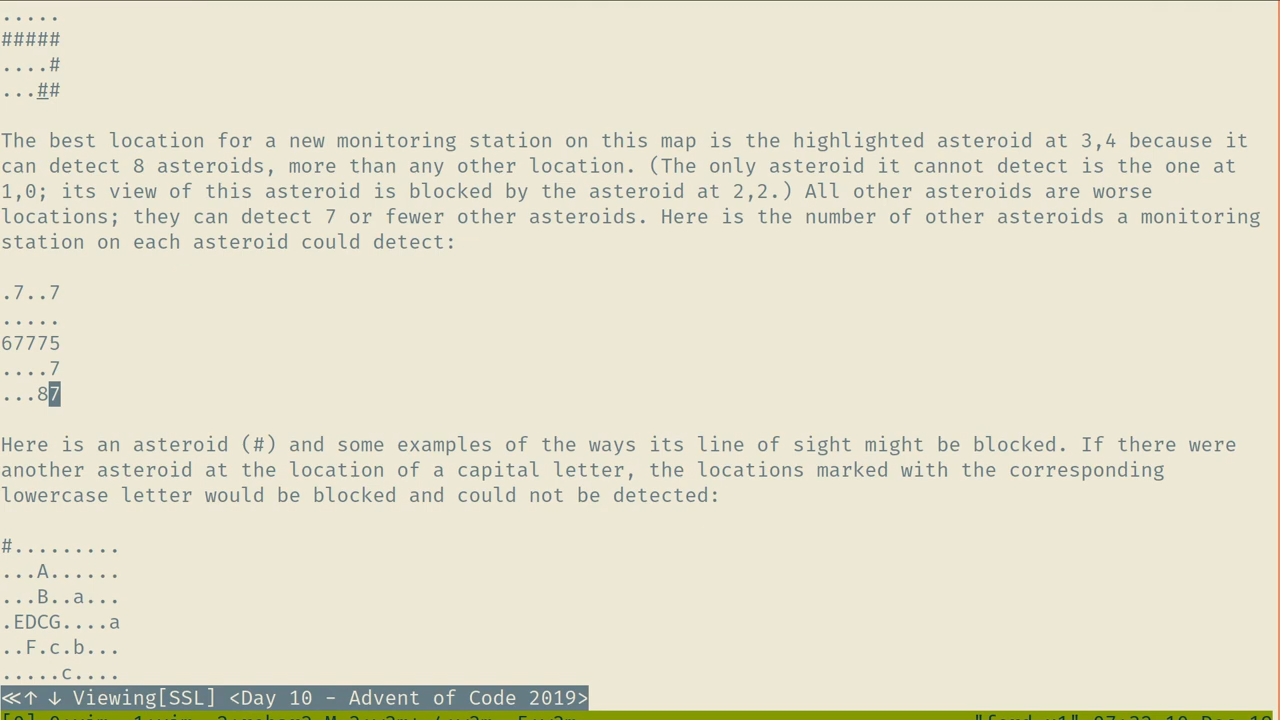 .....
#####
....#
...##
The best location for a new monitoring station on this map is the highlighted asteroid at 3,4 because it
can detect 8 asteroids, more than any other location. (The only asteroid it cannot detect is the one at
1,0; its view of this asteroid is blocked by the asteroid at 2,2.) All other asteroids are worse
locations; they can detect 7 or fewer other asteroids. Here is the number of other asteroids a monitoring
station on each asteroid could detect:
.7..7
.....
67775
....7
...87
Here is an asteroid (#) and some examples of the ways its line of sight might be blocked. If there were
another asteroid at the location of a capital letter, the locations marked with the corresponding
lowercase letter would be blocked and could not be detected:
#.........
...A......
...B..a...
.EDCG....a
..F.c.b...
.....c....
≪↑ ↓ Viewing[SSL] <Day 10 - Advent of Code 2019>